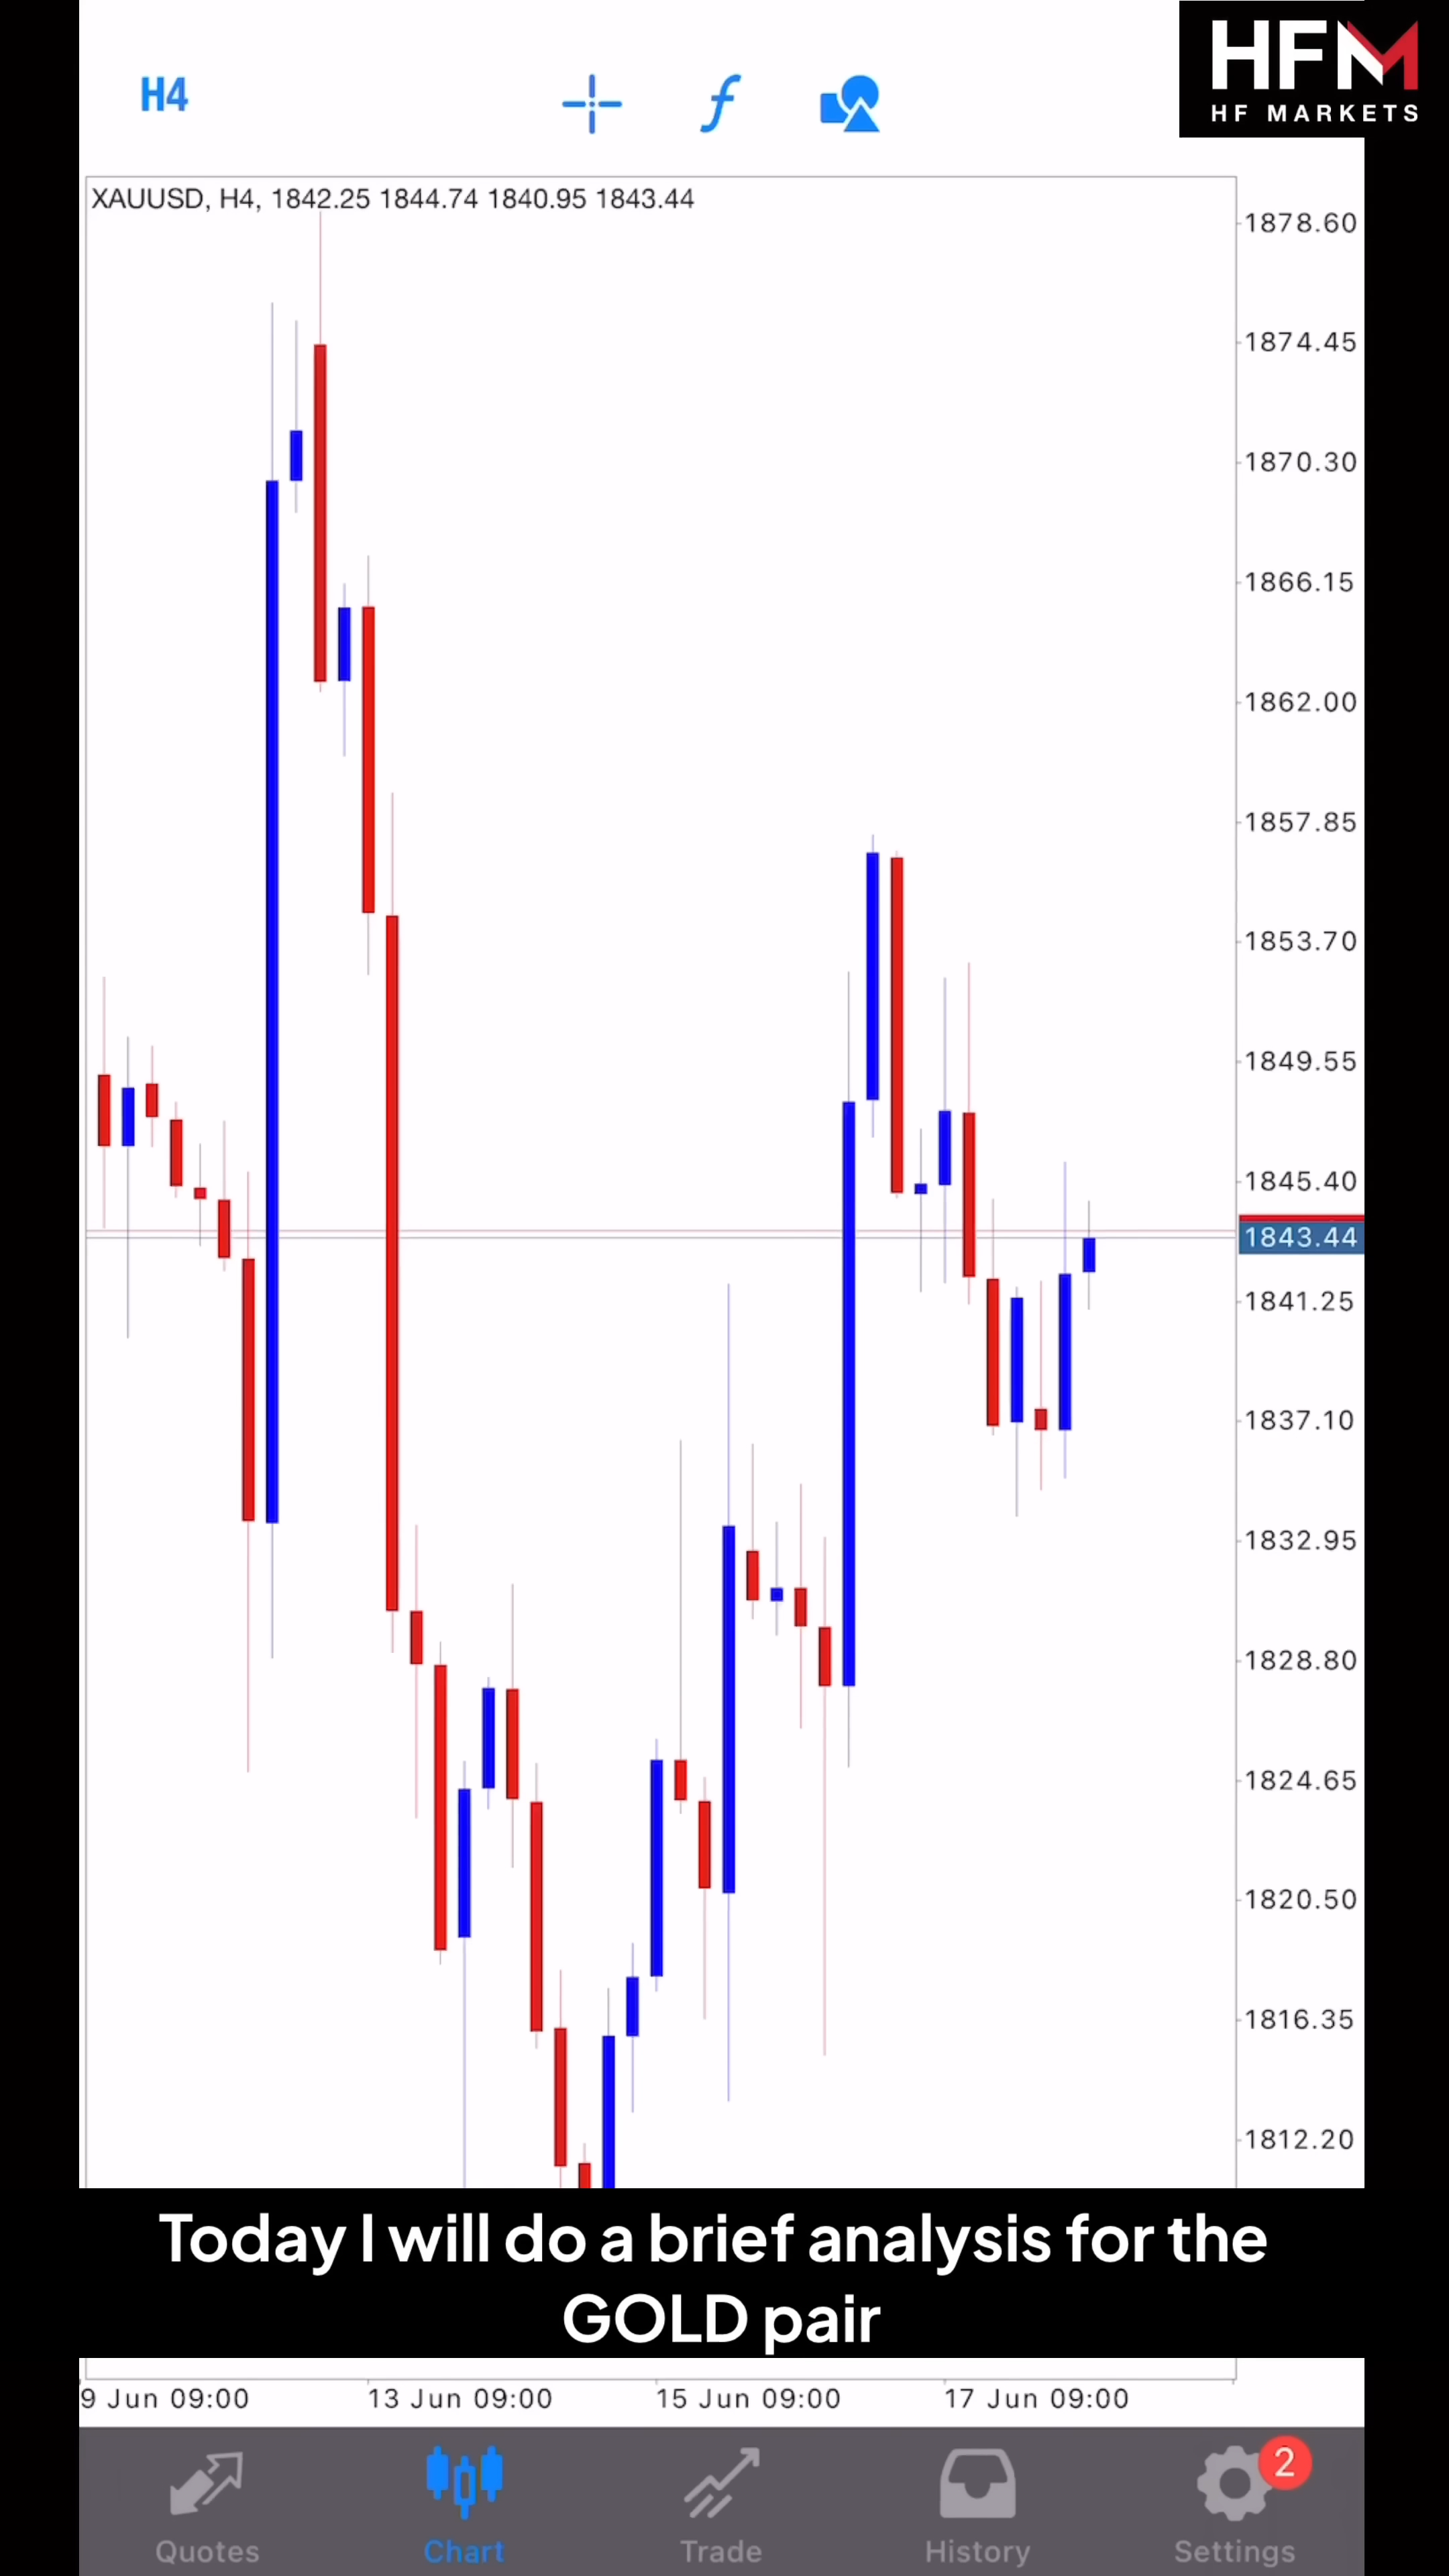 HFM
HF MARKETS
H4
XAUUSD, H4, 1842.25 1844.74 1840.95 1843.44
1878.60
1874.45
1870.30
1866.15
1862.00
1857.85
1853.70
1849.55
1845.40
1843.44
1841.25
1837.10
1832.95
1828.80
1824.65
1820.50
1816.35
1812.20
Today I will do a brief analysis for the
GOLD pair
9 Jun 09:00 13 Jun 09:00 15 Jun 09:00 17 Jun 09:00
2
Quotes Chart Trade History Settings